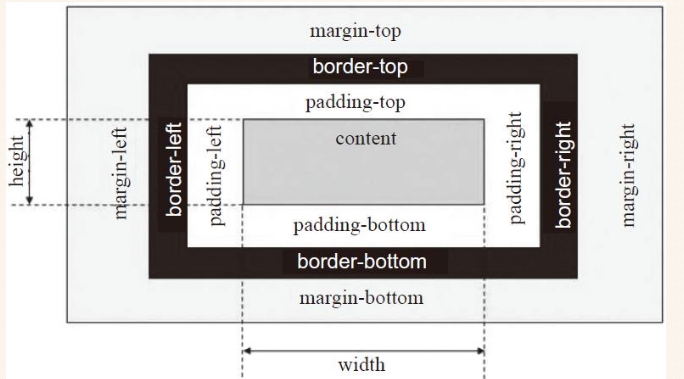 margin-top
border-top
padding-top
content
height
margin-left
border-left
padding-left
padding-right
border-right
margin-right
padding-bottom
border-bottom
margin-bottom
width